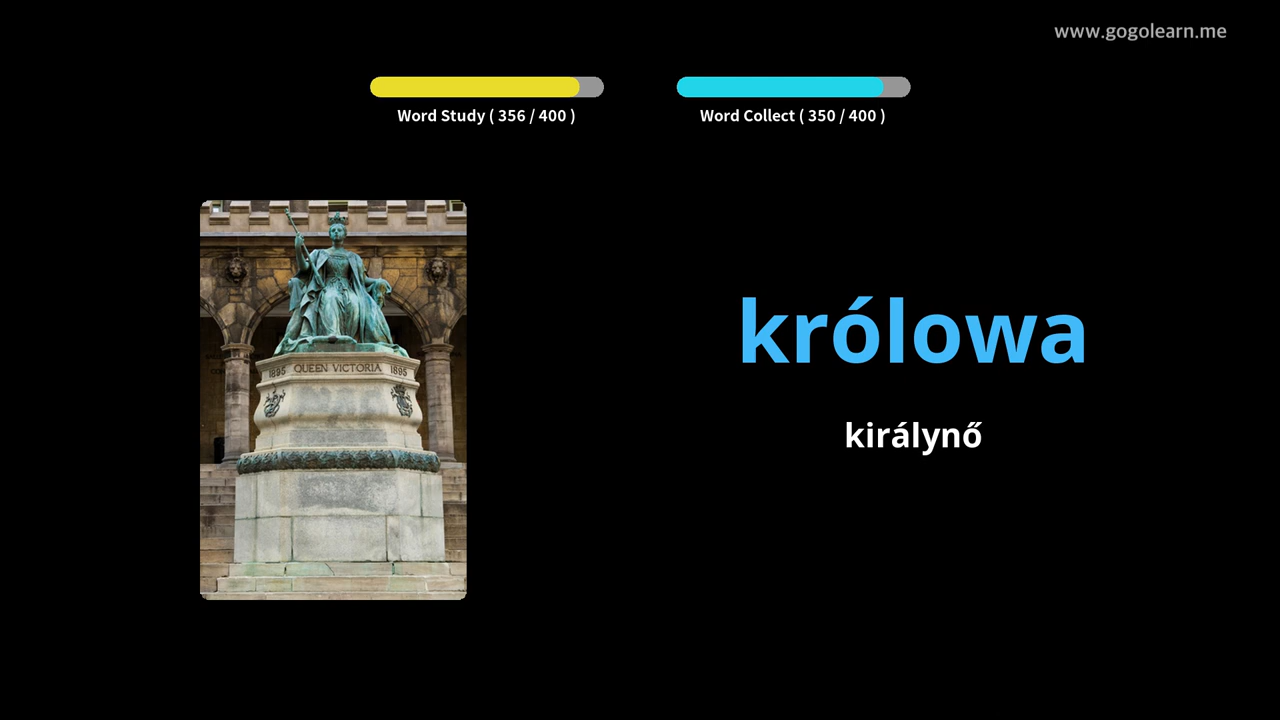 www.gogolearn.me
Word Study ( 356 / 400 )
Word Collect ( 350 / 400 )
1895 QUEEN VICTORIA 1895
królowa
királynő